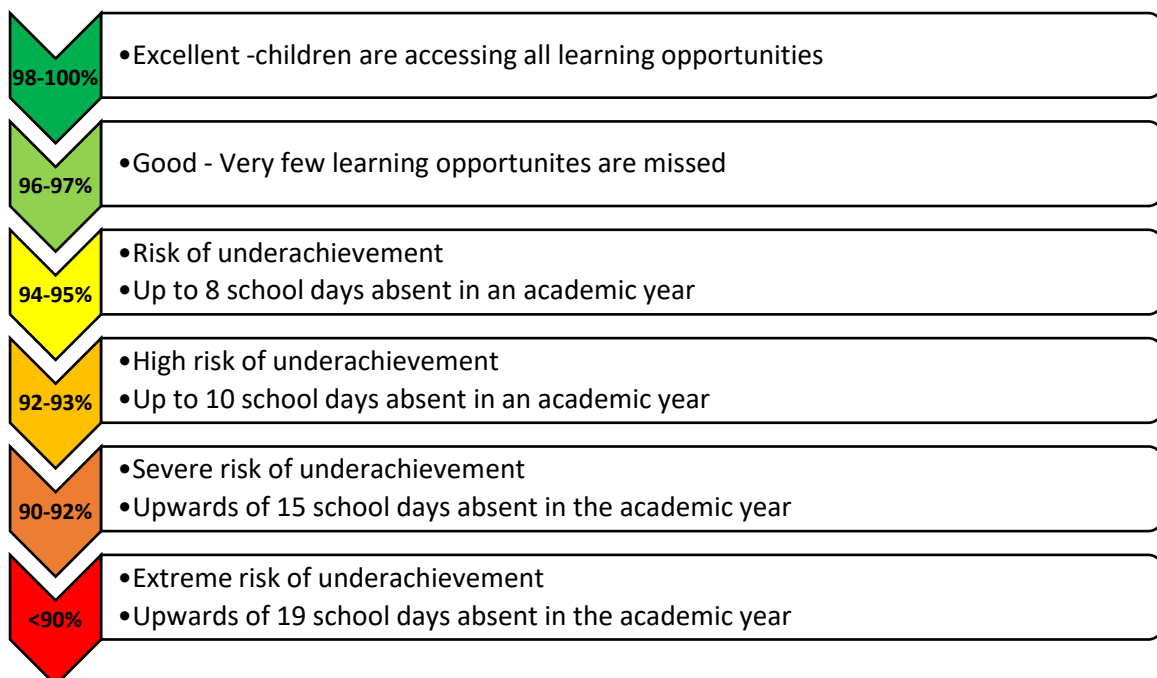 98-100%
•Excellent -children are accessing all learning opportunities
96-97%
•Good - Very few learning opportunites are missed
94-95%
•Risk of underachievement
•Up to 8 school days absent in an academic year
92-93%
•High risk of underachievement
•Up to 10 school days absent in an academic year
90-92%
•Severe risk of underachievement
•Upwards of 15 school days absent in the academic year
<90%
•Extreme risk of underachievement
•Upwards of 19 school days absent in the academic year